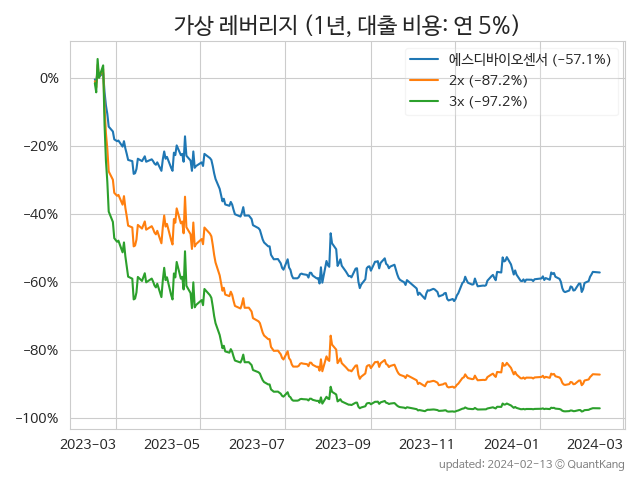 가상 레버리지 (1년, 대출 비용: 연 5%)
에스디바이오센서 (−57.1%)
2x (−87.2%)
3x (−97.2%)
0%
−20%
−40%
−60%
−80%
−100%
2023-03 2023-05 2023-07 2023-09 2023-11 2024-01 2024-03
updated: 2024-02-13 © QuantKang